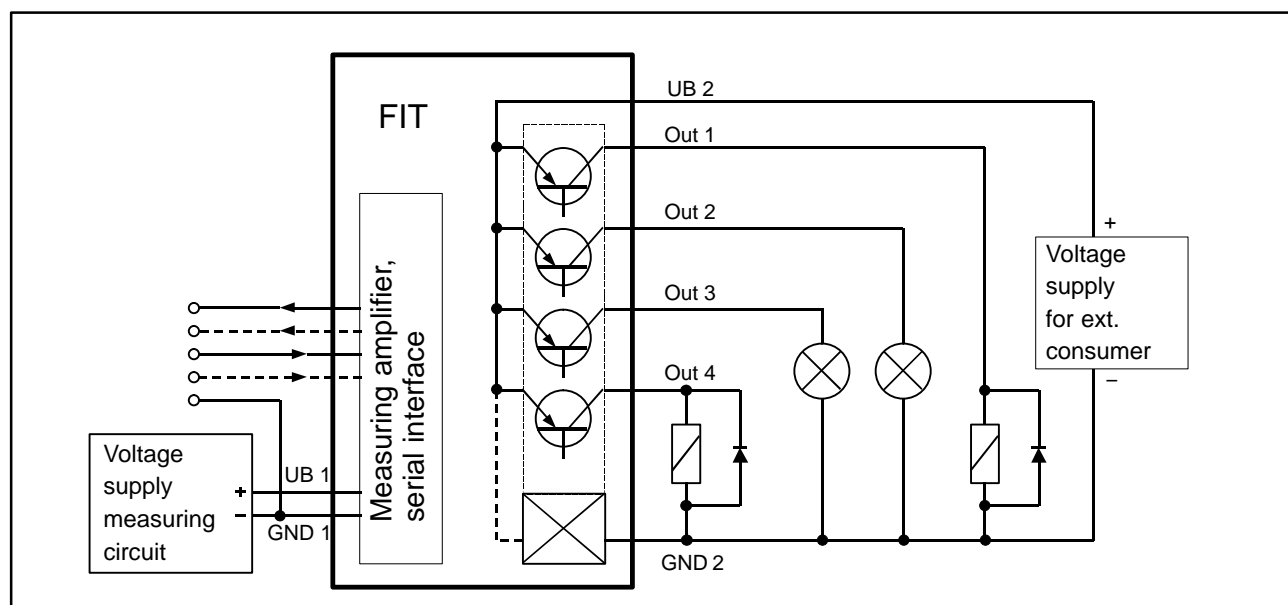 FIT
UB 2
Out 1
Out 2
Out 3
Out 4
GND 2
Measuring amplifier,
serial interface
+
Voltage
supply
for ext.
consumer
−
Voltage
supply
measuring
circuit
+
−
UB 1
GND 1